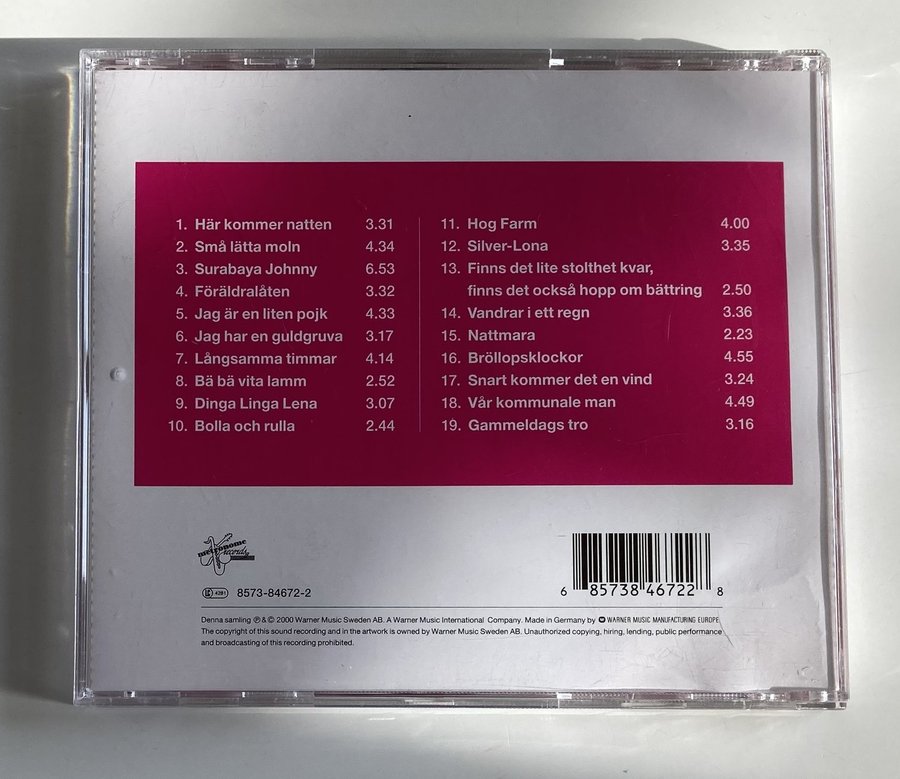 1. Här kommer natten 3.31
2. Små lätta moln 4.34
3. Surabaya Johnny 6.53
4. Föräldralåten 3.32
5. Jag är en liten pojk 4.33
6. Jag har en guldgruva 3.17
7. Långsamma timmar 4.14
8. Bä bä vita lamm 2.52
9. Dinga Linga Lena 3.07
10. Bolla och rulla 2.44
11. Hog Farm 4.00
12. Silver-Lona 3.35
13. Finns det lite stolthet kvar,
finns det också hopp om bättring 2.50
14. Vandrar i ett regn 3.36
15. Nattmara 2.23
16. Bröllopsklockor 4.55
17. Snart kommer det en vind 3.24
18. Vår kommunale man 4.49
19. Gammeldags tro 3.16
metronome
records
LC 4281 8573-84672-2
6 85738 46722 8
Denna samling ℗ & © 2000 Warner Music Sweden AB. A Warner Music International Company. Made in Germany by WARNER MUSIC MANUFACTURING EUROPE
The copyright of this sound recording and in the artwork is owned by Warner Music Sweden AB. Unauthorized copying, hiring, lending, public performance
and broadcasting of this recording prohibited.